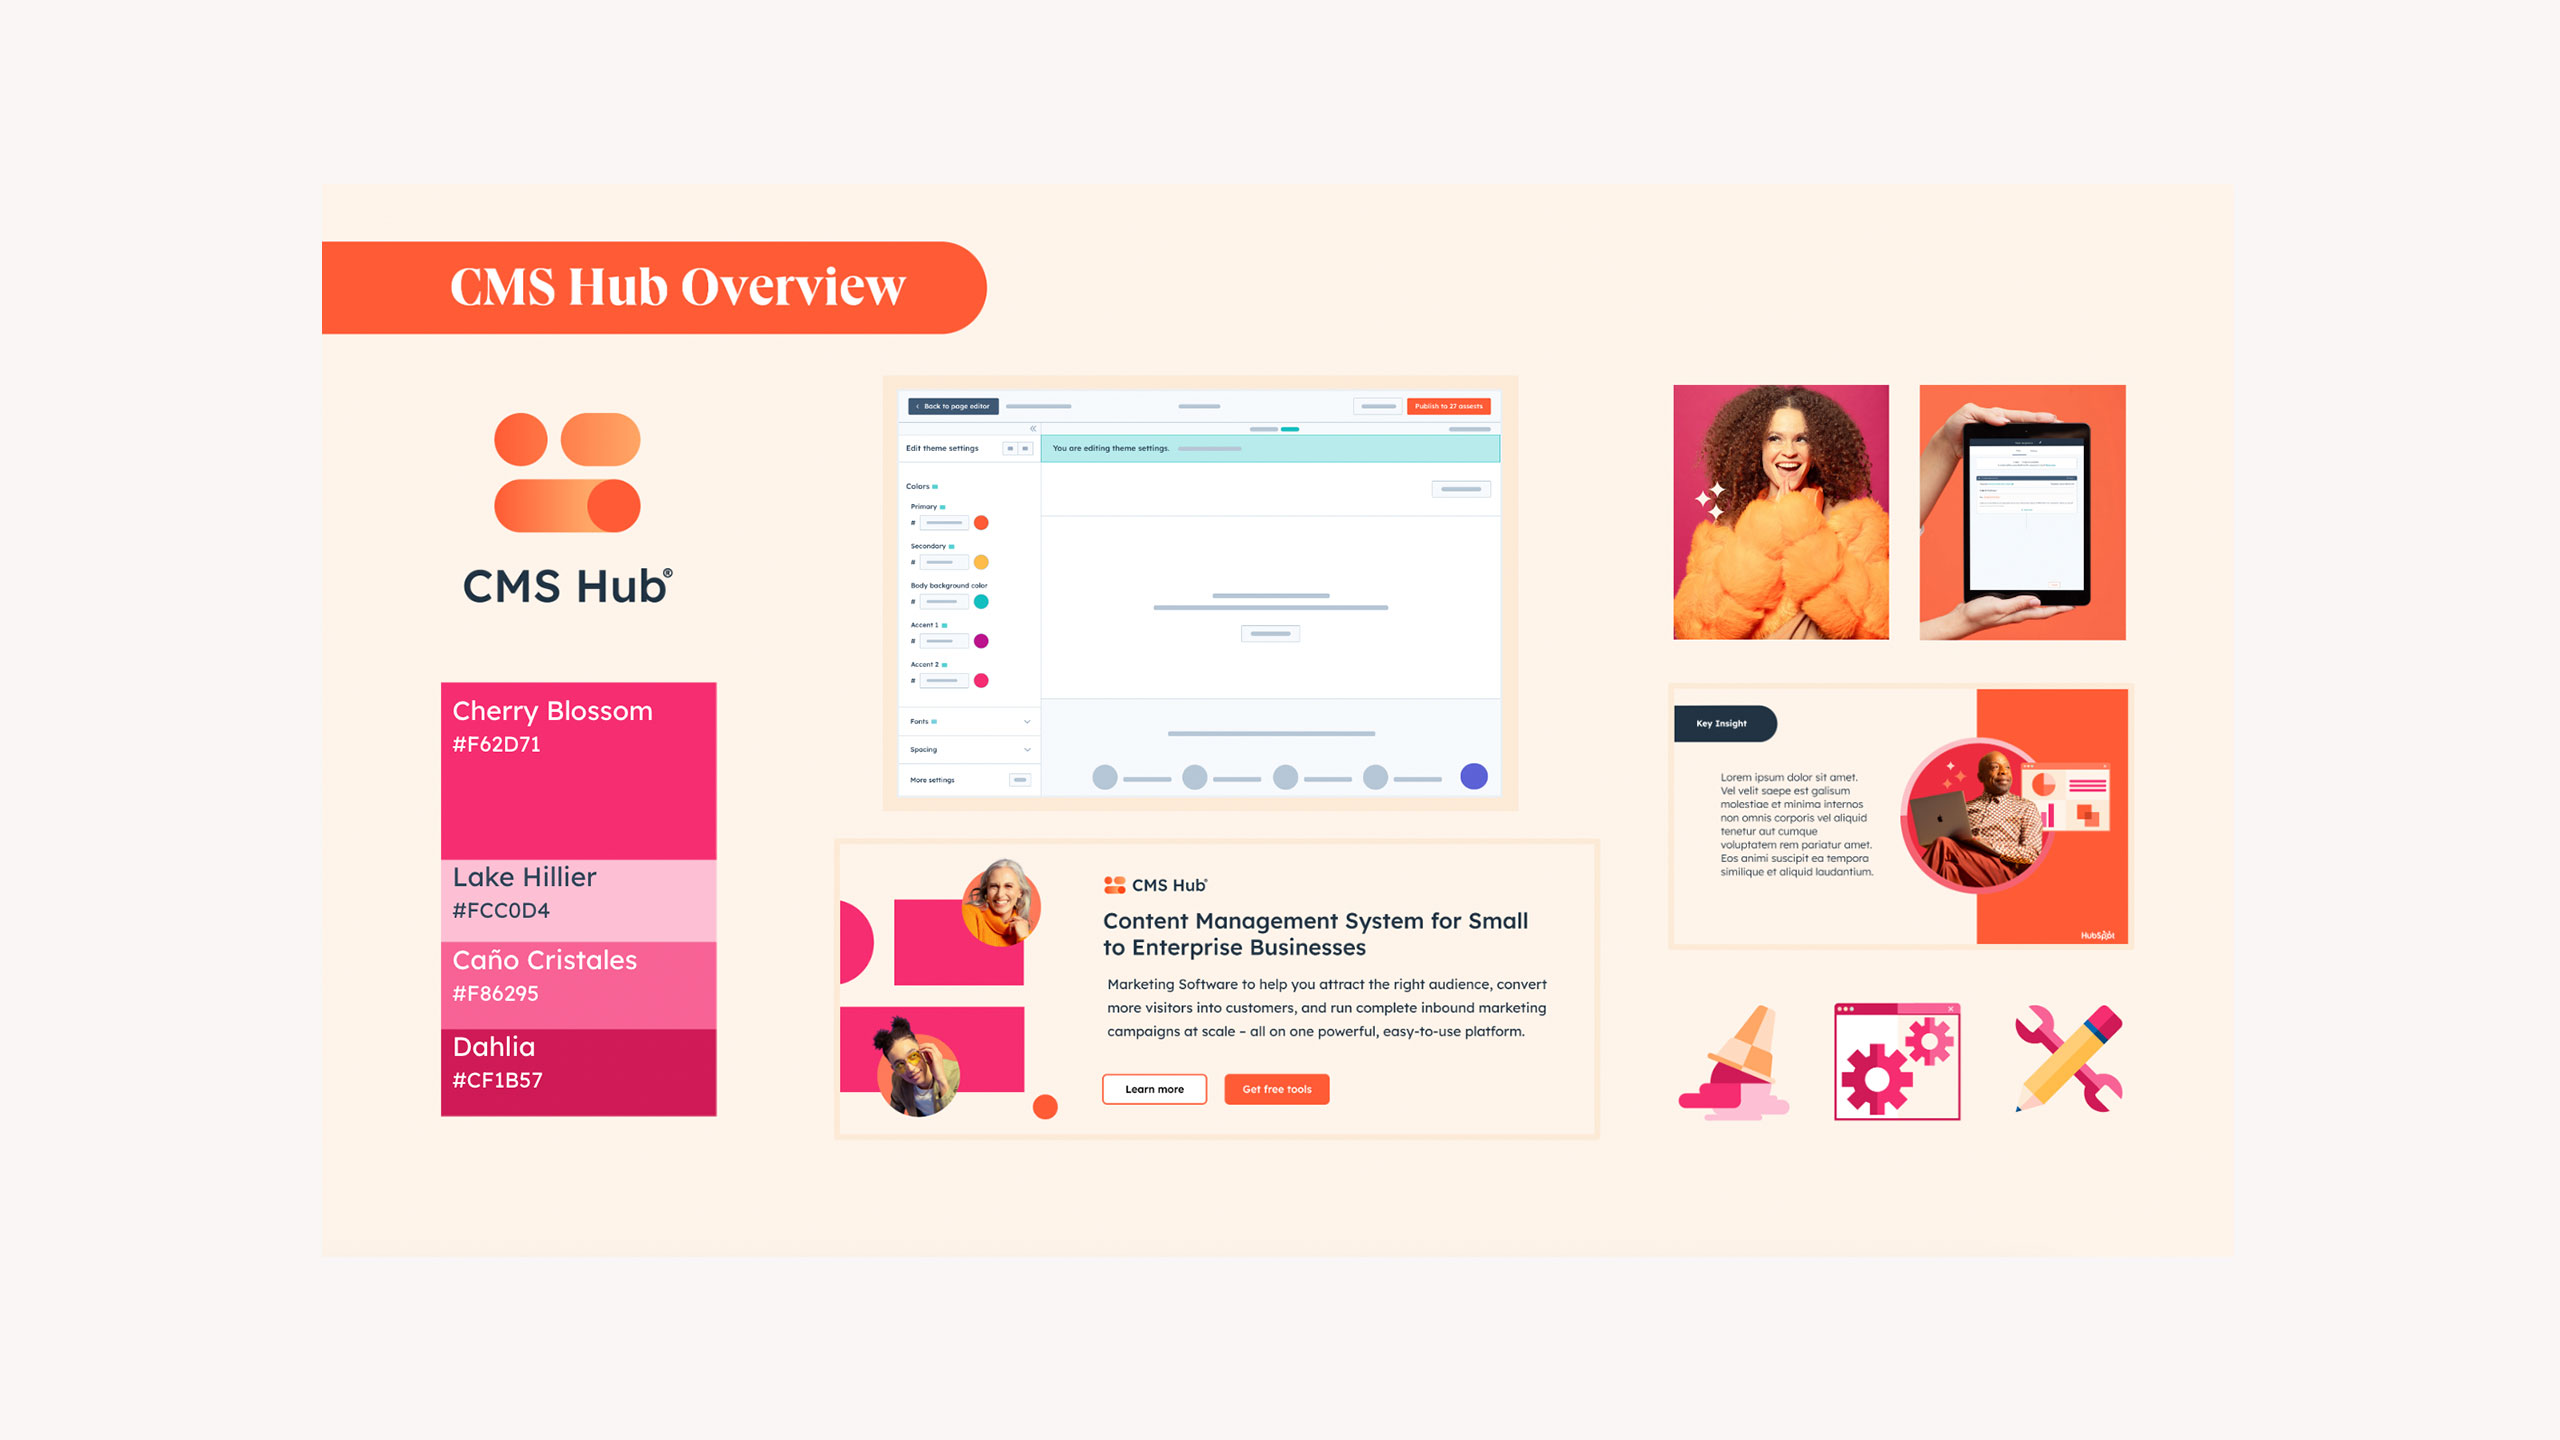 CMS Hub Overview
CMS Hub®
Cherry Blossom
#F62D71
Lake Hillier
#FCC0D4
Caño Cristales
#F86295
Dahlia
#CF1B57
Back to page editor
Publish to 27 assests
Edit theme settings
You are editing theme settings.
Colors
Primary
#
Secondary
#
Body background color
#
Accent 1
#
Accent 2
#
Fonts
Spacing
More settings
CMS Hub®
Content Management System for Small
to Enterprise Businesses
Marketing Software to help you attract the right audience, convert
more visitors into customers, and run complete inbound marketing
campaigns at scale – all on one powerful, easy-to-use platform.
Learn more
Get free tools
Key Insight
Lorem ipsum dolor sit amet.
Vel velit saepe est galisum
molestiae et minima internos
non omnis corporis vel aliquid
tenetur aut cumque
voluptatem rem pariatur amet.
Eos animi suscipit ea tempora
similique et aliquid laudantium.
HubSpot